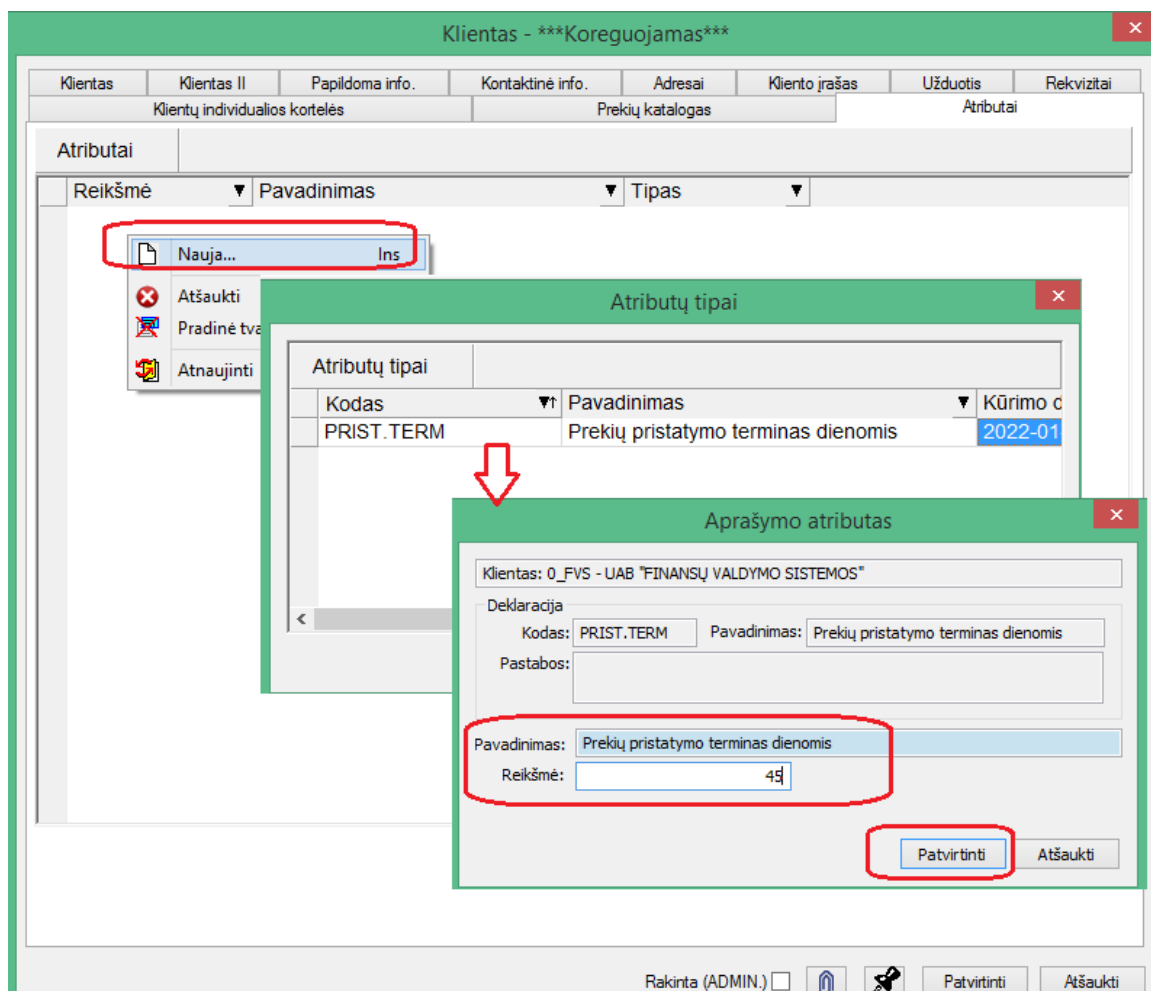 Klientas - ***Koreguojamas***
Klientas Klientas II Papildoma info. Kontaktinė info. Adresai Kliento įrašas Užduotis Rekvizitai
Klientų individualios kortelės Prekių katalogas Atributai
Atributai
Reikšmė Pavadinimas Tipas
Nauja... Ins
Atšaukti
Pradinė tva
Atnaujinti
Atributų tipai
Atributų tipai
Kodas Pavadinimas Kūrimo d
PRIST.TERM Prekių pristatymo terminas dienomis 2022-01
Aprašymo atributas
Klientas: 0_FVS - UAB "FINANSŲ VALDYMO SISTEMOS"
Deklaracija
Kodas: PRIST.TERM Pavadinimas: Prekių pristatymo terminas dienomis
Pastabos:
Pavadinimas: Prekių pristatymo terminas dienomis
Reikšmė: 45
Patvirtinti Atšaukti
Rakinta (ADMIN.) Patvirtinti Atšaukti